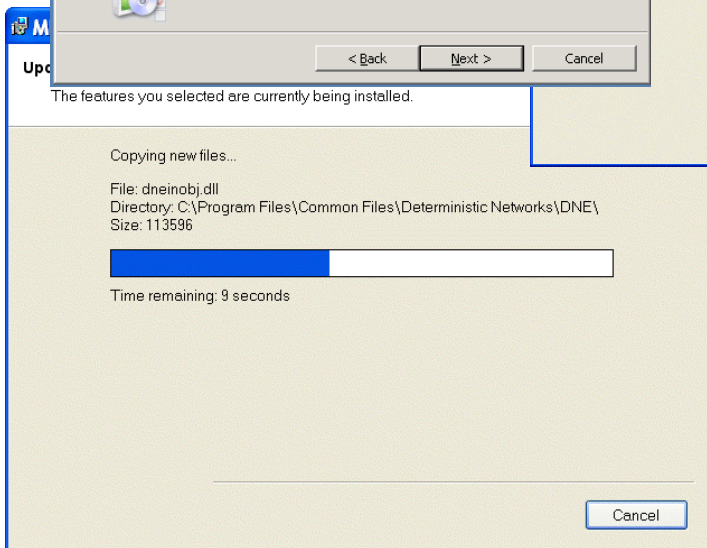 < Back Next > Cancel
M
Upd
The features you selected are currently being installed.
Copying new files...
File: dneinobj.dll
Directory: C:\Program Files\Common Files\Deterministic Networks\DNE\
Size: 113596
Time remaining: 9 seconds
Cancel